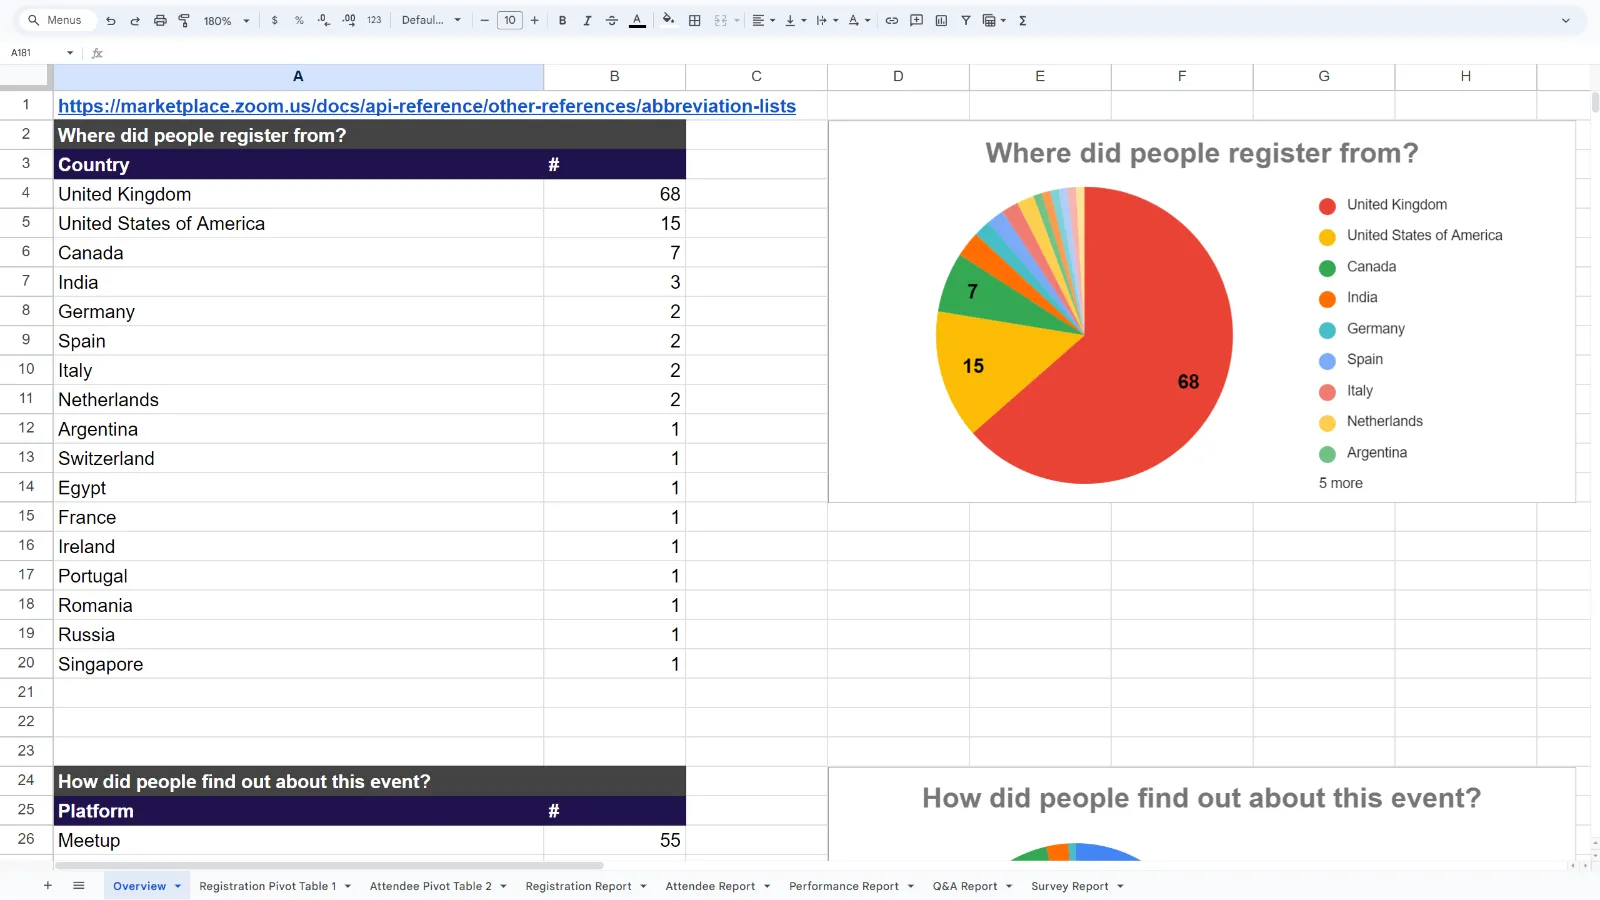 Menus 180% $ % .0 .00 123 Defaul... 10 B I A
A181 fx
A B C D E F G H
1 https://marketplace.zoom.us/docs/api-reference/other-references/abbreviation-lists
2 Where did people register from?
3 Country #
4 United Kingdom 68
5 United States of America 15
6 Canada 7
7 India 3
8 Germany 2
9 Spain 2
10 Italy 2
11 Netherlands 2
12 Argentina 1
13 Switzerland 1
14 Egypt 1
15 France 1
16 Ireland 1
17 Portugal 1
18 Romania 1
19 Russia 1
20 Singapore 1
21
22
23
24 How did people find out about this event?
25 Platform #
26 Meetup 55
Where did people register from?
7
15
68
United Kingdom
United States of America
Canada
India
Germany
Spain
Italy
Netherlands
Argentina
5 more
How did people find out about this event?
Overview Registration Pivot Table 1 Attendee Pivot Table 2 Registration Report Attendee Report Performance Report Q&A Report Survey Report